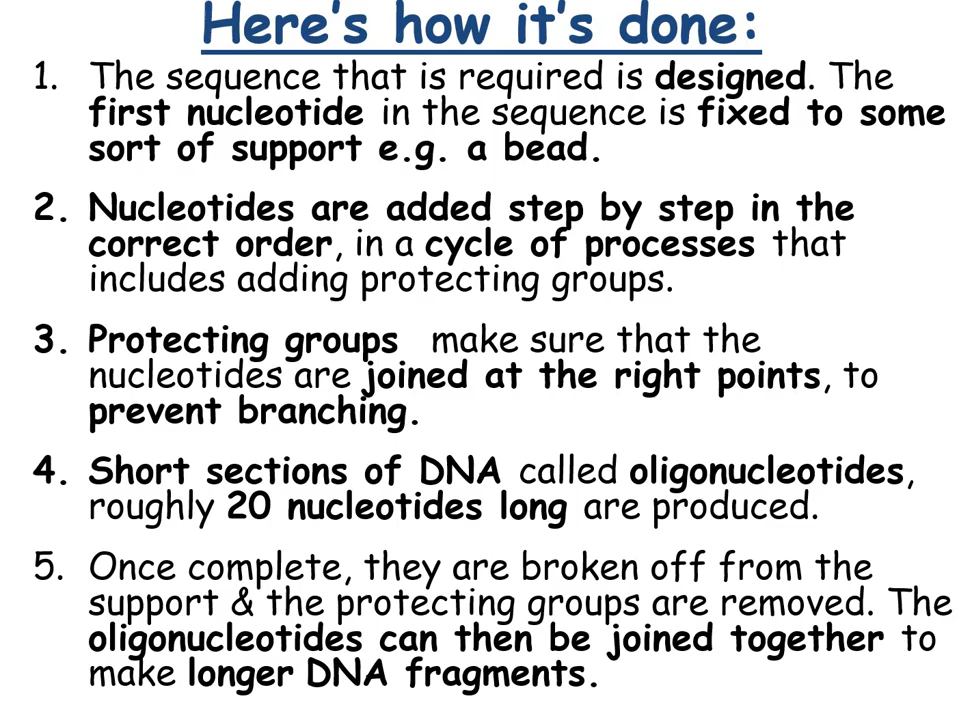 Here's how it's done:
1. The sequence that is required is designed. The
first nucleotide in the sequence is fixed to some
sort of support e.g. a bead.
2. Nucleotides are added step by step in the
correct order, in a cycle of processes that
includes adding protecting groups.
3. Protecting groups make sure that the
nucleotides are joined at the right points, to
prevent branching.
4. Short sections of DNA called oligonucleotides,
roughly 20 nucleotides long are produced.
5. Once complete, they are broken off from the
support & the protecting groups are removed. The
oligonucleotides can then be joined together to
make longer DNA fragments.